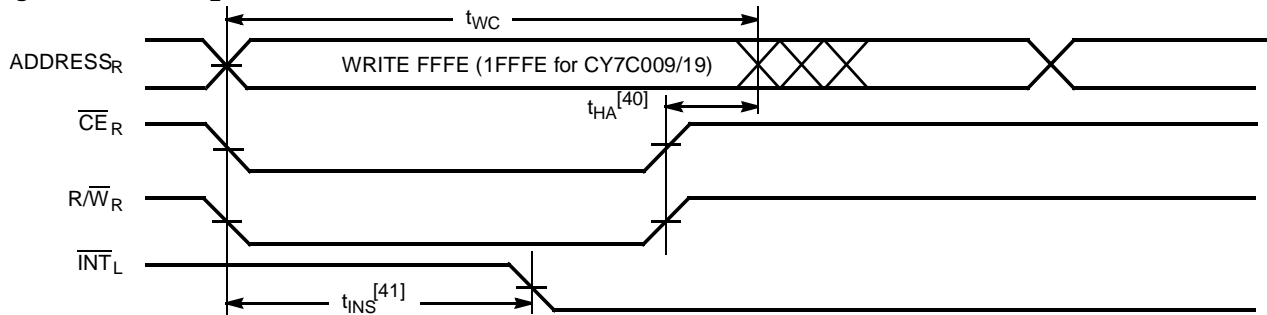 tWC
ADDRESSR
WRITE FFFE (1FFFE for CY7C009/19)
tHA[40]
CER
R/WR
INTL
tINS[41]